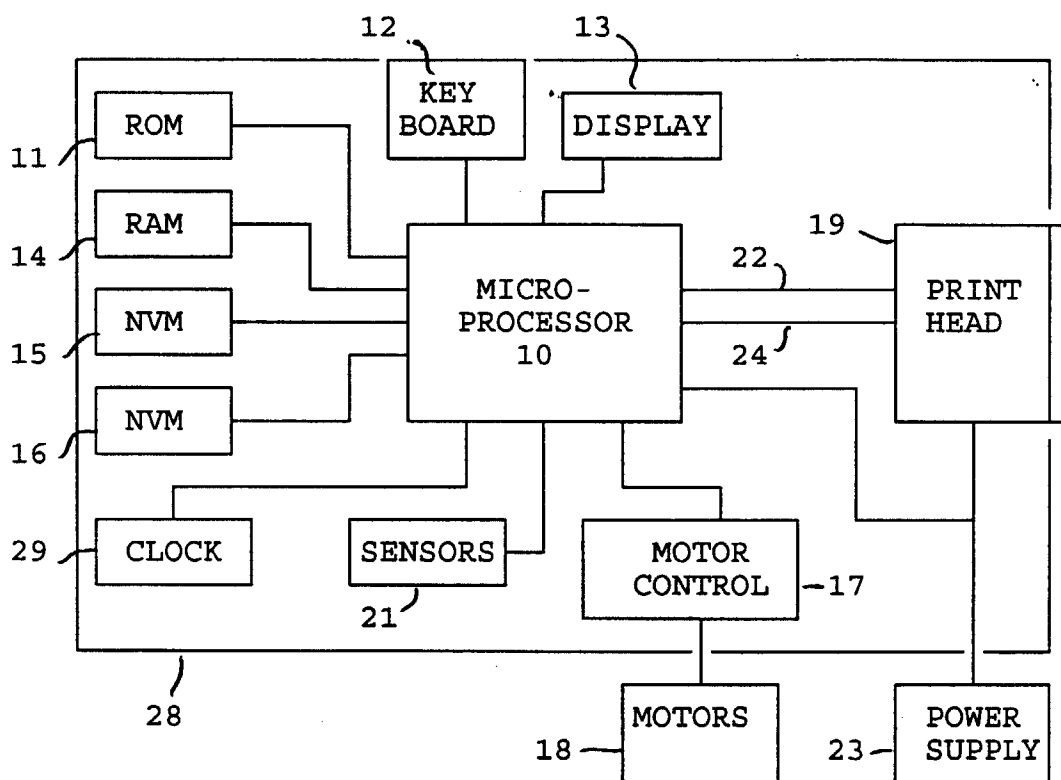 12
13
KEY
BOARD
DISPLAY
ROM
11
RAM
14
NVM
15
NVM
16
MICRO-
PROCESSOR
10
22
24
19
PRINT
HEAD
CLOCK
29
SENSORS
21
MOTOR
CONTROL
17
28
MOTORS
18
POWER
SUPPLY
23